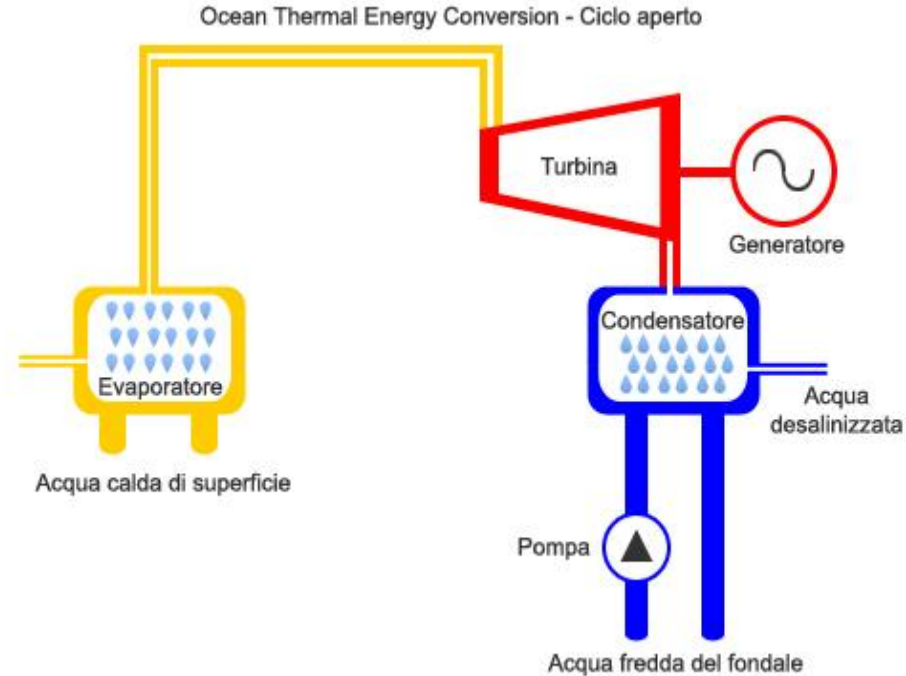 Ocean Thermal Energy Conversion - Ciclo aperto
Turbina
Generatore
Evaporatore
Condensatore
Acqua
desalinizzata
Acqua calda di superficie
Pompa
Acqua fredda del fondale